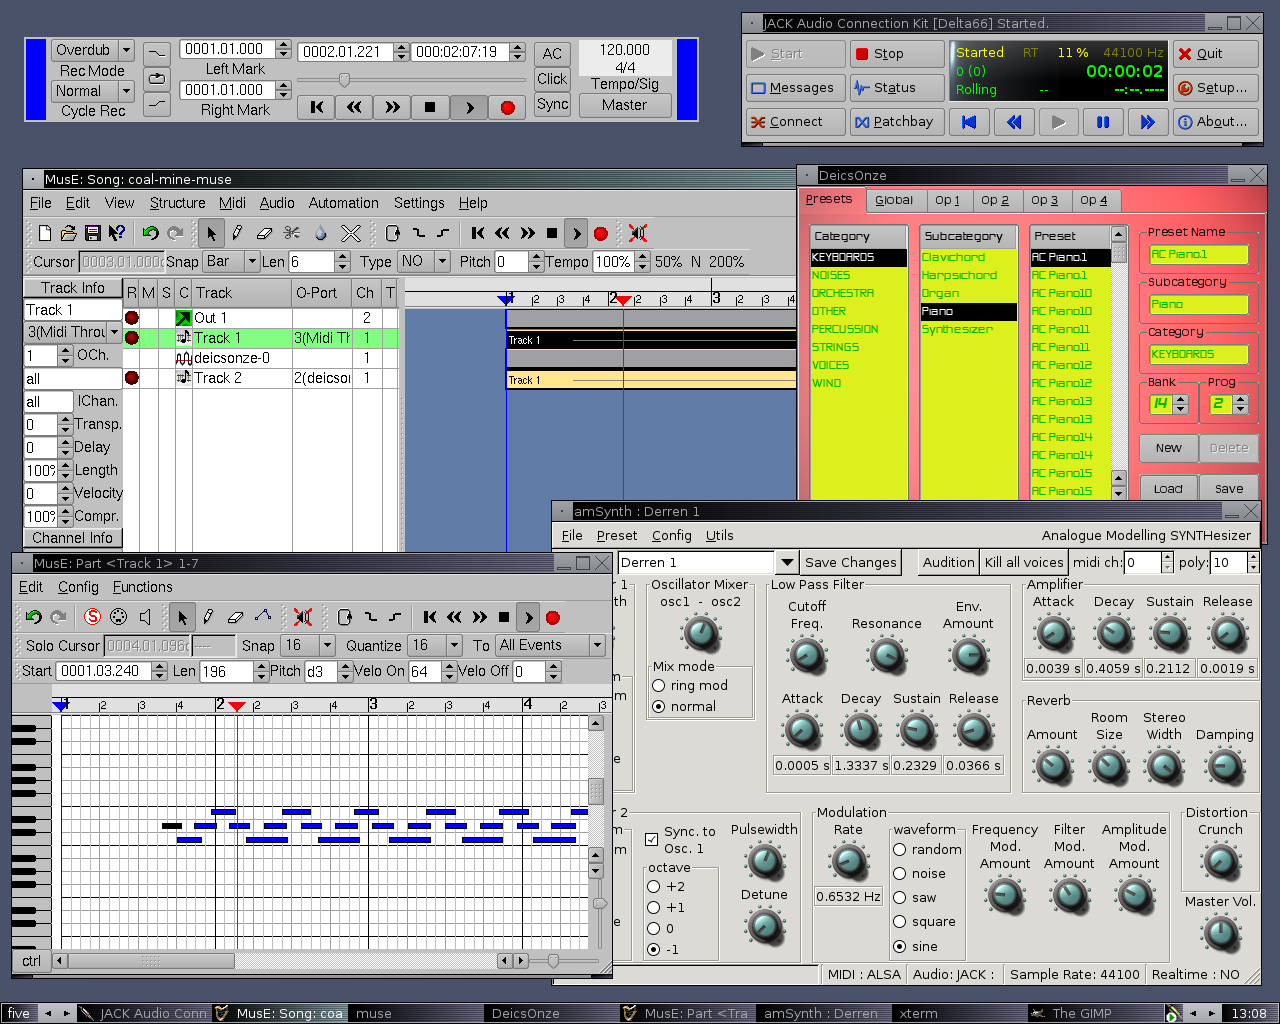 Overdub
Rec Mode
Normal
Cycle Rec
0001.01.000
Left Mark
0001.01.000
Right Mark
0002.01.221
000:02:07:19
AC
Click
Sync
120.000
4/4
Tempo/Sig
Master
JACK Audio Connection Kit [Delta66] Started.
Start
Stop
Messages
Status
Connect
Patchbay
Started RT 11 % 44100 Hz
0 (0) 00:00:02
Rolling -- --:--.----
Quit
Setup...
About...
MusE: Song: coal-mine-muse
File Edit View Structure Midi Audio Automation Settings Help
Cursor 0003.01.000 Snap Bar Len 6 Type NO Pitch 0 Tempo 100% 50% N 200%
Track Info
Track 1
3(Midi Throu
1 OCh.
all
all IChan.
0 Transp.
0 Delay
100% Length
0 Velocity
100% Compr.
Channel Info
R M S C Track O-Port Ch T
Out 1 2
Track 1 3(Midi Th 1
deicsonze-0 1
Track 2 2(deicson 1
1 2 3 4 2 2 3 4 3 2 3 4
Track 1
Track 1
DeicsOnze
Presets Global Op 1 Op 2 Op 3 Op 4
Category
KEYBOARDS
NOISES
ORCHESTRA
OTHER
PERCUSSION
STRINGS
VOICES
WIND
Subcategory
Clavichord
Harpsichord
Organ
Piano
Synthesizer
Preset
AC Piano.1
AC Piano.1
AC Piano10
AC Piano10
AC Piano11
AC Piano11
AC Piano12
AC Piano12
AC Piano13
AC Piano13
AC Piano14
AC Piano14
AC Piano15
AC Piano15
Preset Name
AC Piano.1
Subcategory
Piano
Category
KEYBOARDS
Bank Prog
14 2
New Delete
Load Save
amSynth : Derren 1
File Preset Config Utils Analogue Modelling SYNTHesizer
Derren 1 Save Changes Audition Kill all voices midi ch: 0 poly: 10
Oscillator Mixer
osc1 - osc2
Mix mode
ring mod
normal
Low Pass Filter
Cutoff Freq. Resonance Env. Amount
Attack Decay Sustain Release
0.0005 s 1.3337 s 0.2329 0.0366 s
Amplifier
Attack Decay Sustain Release
0.0039 s 0.4059 s 0.2112 0.0019 s
Reverb
Amount Room Size Stereo Width Damping
Sync. to Osc. 1
octave
+2
+1
0
-1
Pulsewidth
Detune
Modulation
Rate
0.6532 Hz
waveform
random
noise
saw
square
sine
Frequency Mod. Amount
Filter Mod. Amount
Amplitude Mod. Amount
Distortion
Crunch
Master Vol.
MIDI : ALSA Audio: JACK : Sample Rate: 44100 Realtime : NO
MusE: Part <Track 1> 1-7
Edit Config Functions
Solo Cursor 0004.01.096 ---- Snap 16 Quantize 16 To All Events
Start 0001.03.240 Len 196 Pitch d3 Velo On 64 Velo Off 0
1 2 3 2 2 3 3 2 3 4 2 3
ctrl
five JACK Audio Conn MusE: Song: coa muse DeicsOnze MusE: Part <Tra amSynth : Derren xterm The GIMP 13:08